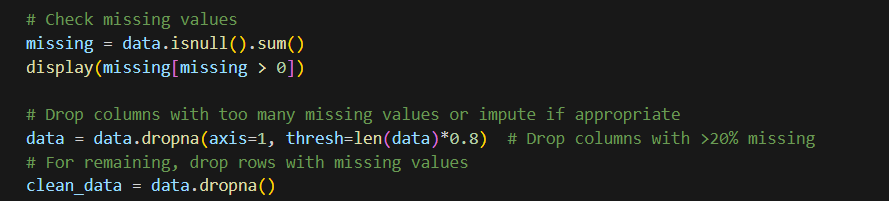 # Check missing values
missing = data.isnull().sum()
display(missing[missing > 0])
# Drop columns with too many missing values or impute if appropriate
data = data.dropna(axis=1, thresh=len(data)*0.8)  # Drop columns with >20% missing
# For remaining, drop rows with missing values
clean_data = data.dropna()